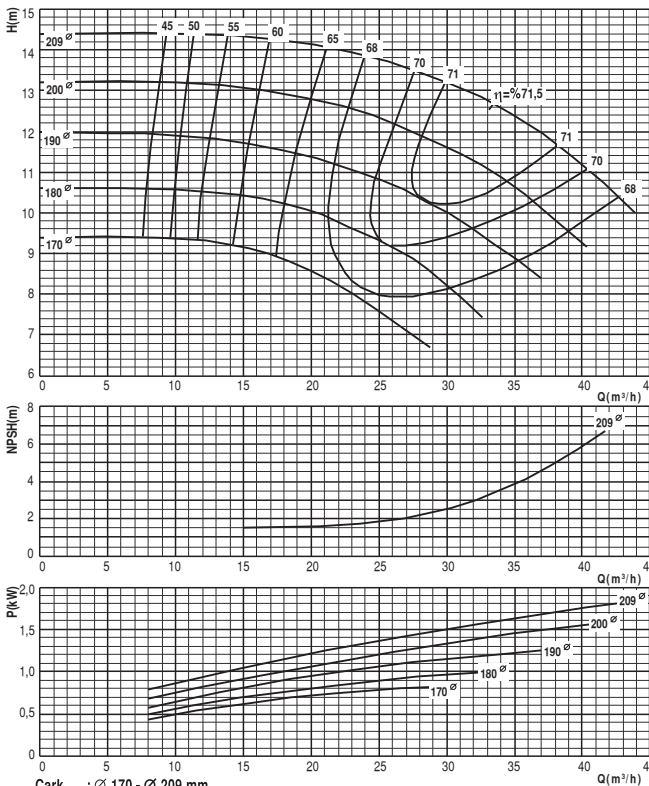 H(m)
15
14
13
12
11
10
9
8
7
6
45 50 55 60 65 68 70 71 η=%71,5
71
70
68
209 ø
200 ø
190 ø
180 ø
170 ø
0 5 10 15 20 25 30 35 40 45
Q(m³/h)
NPSH(m)
8
6
4
2
0
209 ø
0 5 10 15 20 25 30 35 40 45
Q(m³/h)
P(kW)
2,0
1,5
1,0
0,5
0
209 ø
200 ø
190 ø
180 ø
170 ø
0 5 10 15 20 25 30 35 40 45
Q(m³/h)
Çark : Ø 170 - Ø 209 mm